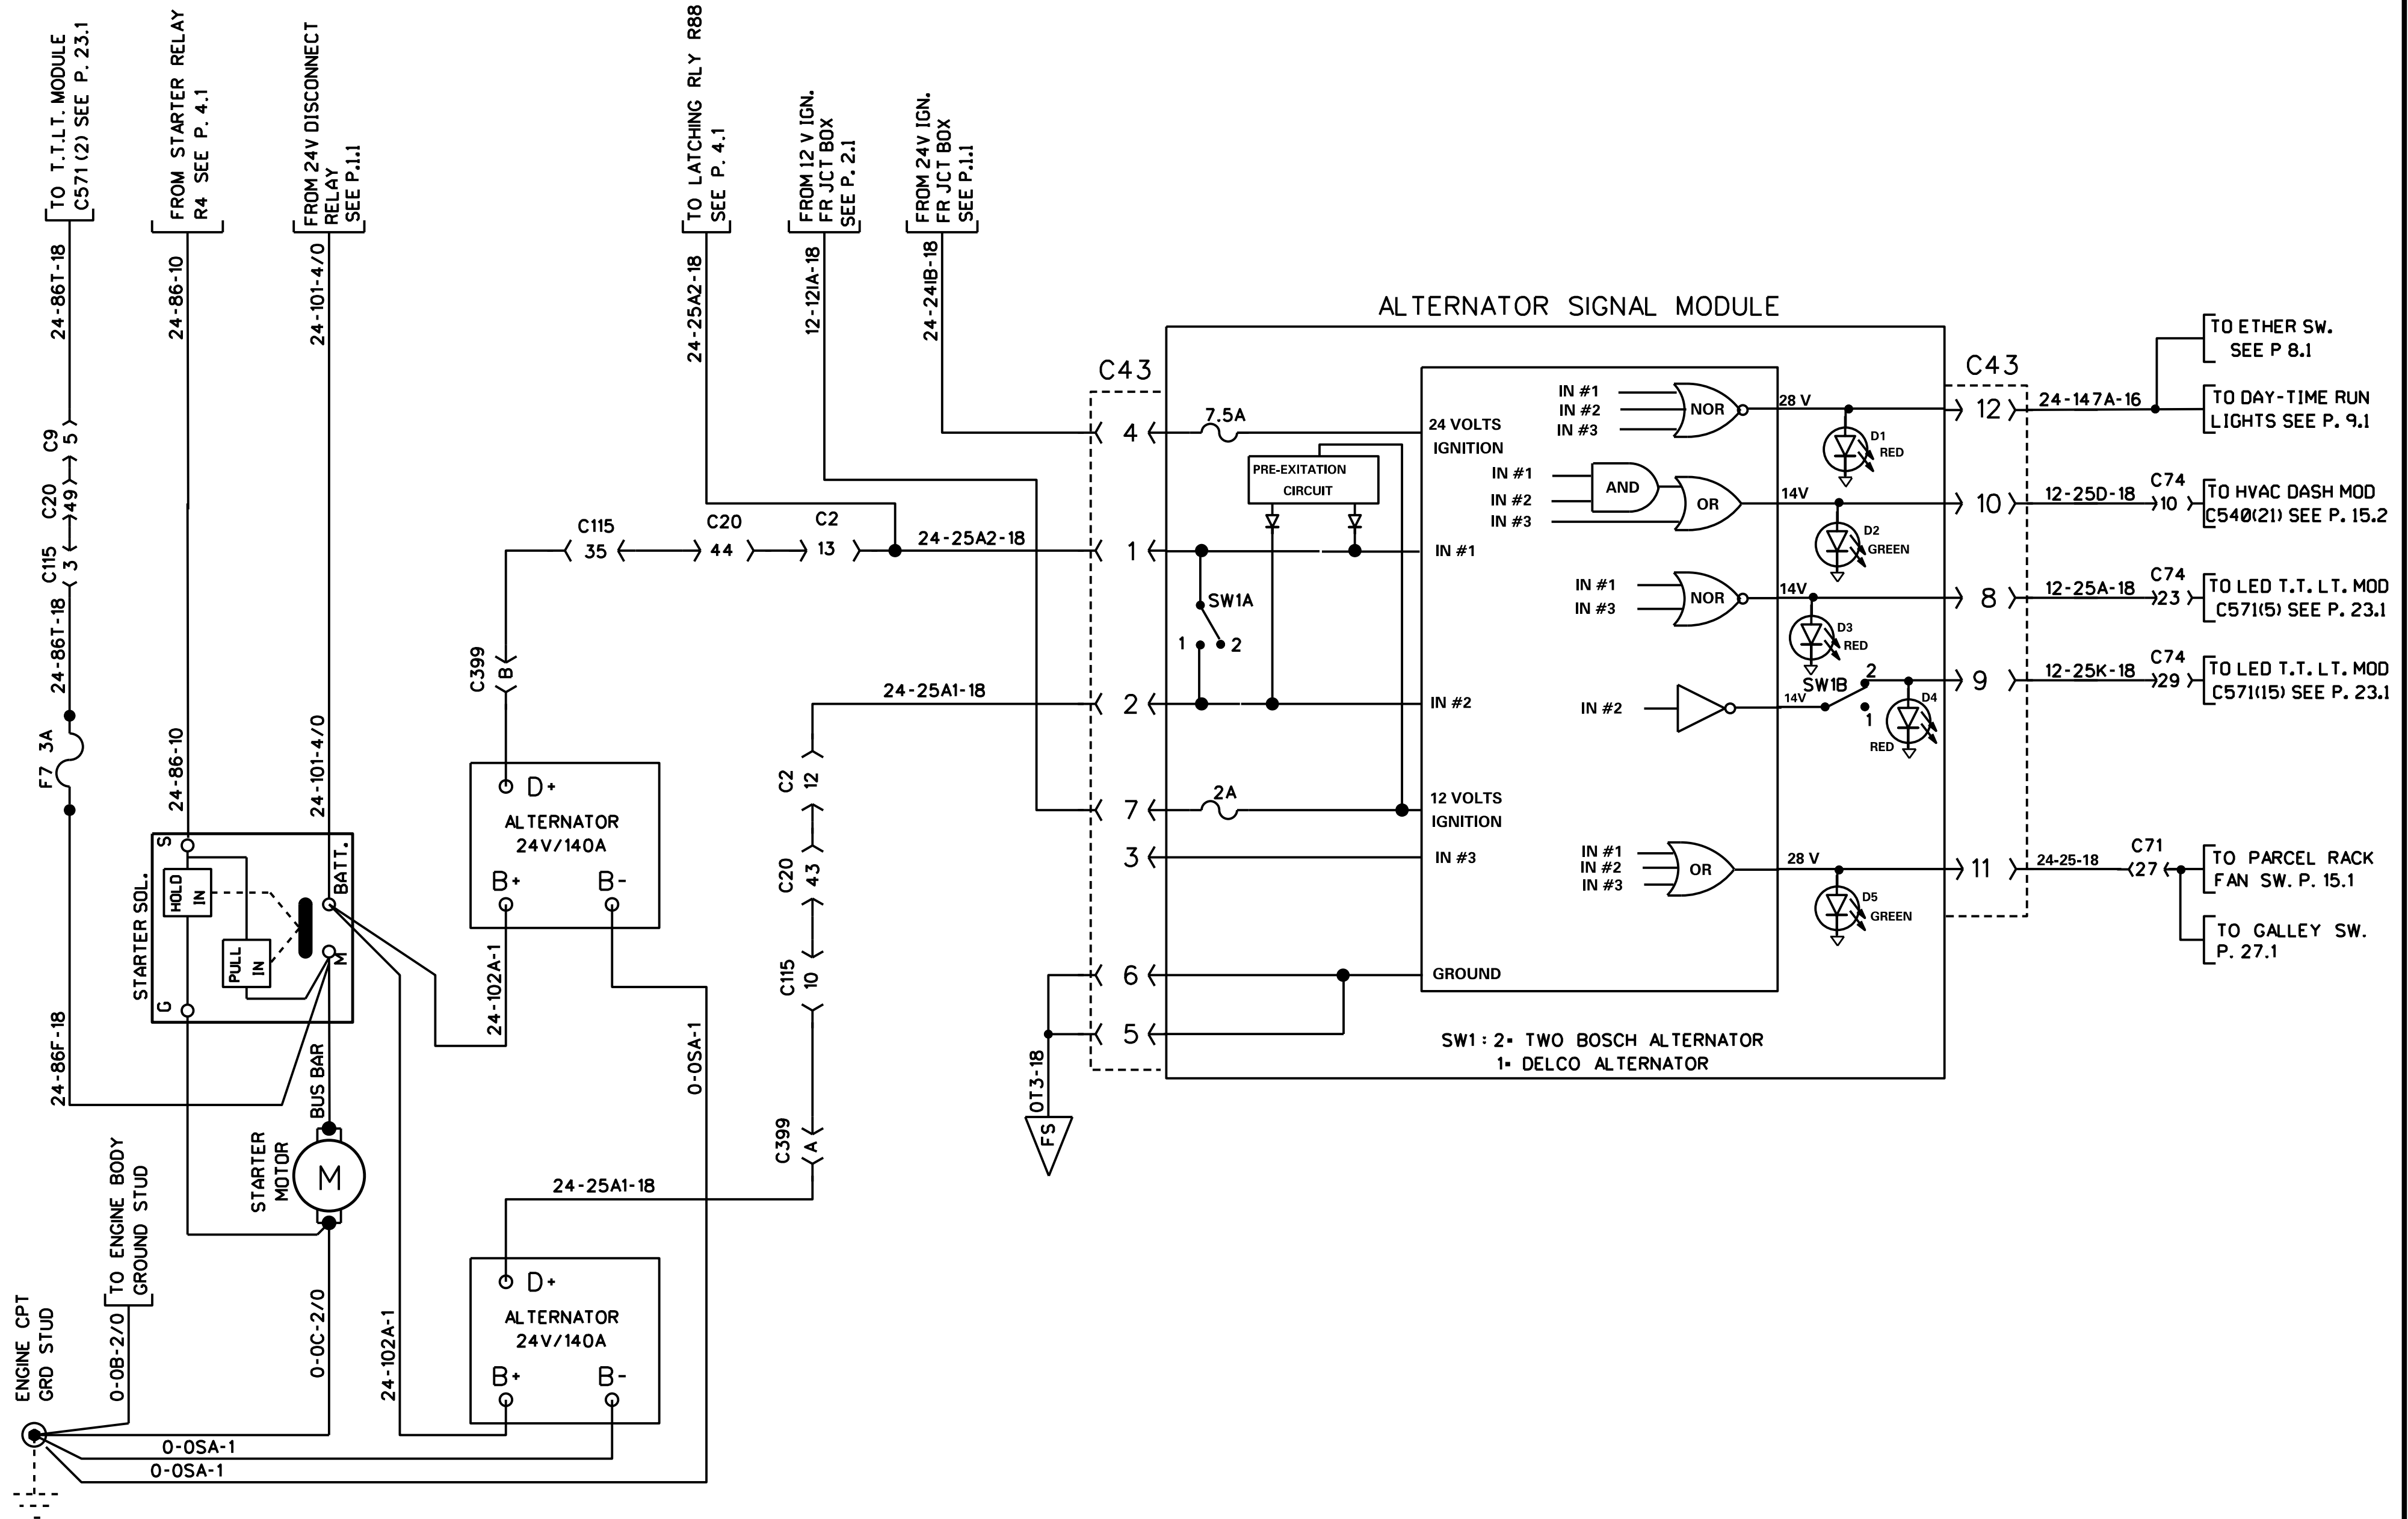 TO T.T.LT. MODULE
C571 (2) SEE P. 23.1
FROM STARTER RELAY
R4 SEE P. 4.1
FROM 24V DISCONNECT
RELAY
SEE P.1.1
TO LATCHING RLY R88
SEE P. 4.1
FROM 12 V IGN.
FR JCT BOX
SEE P. 2.1
FROM 24V IGN.
FR JCT BOX
SEE P.1.1
24-86T-18
24-86-10
24-101-4/0
24-25A2-18
12-121A-18
24-241B-18
C9
5
C20
49
C115
3
24-86T-18
F7 3A
24-86-10
24-101-4/0
24-86F-18
STARTER SOL.
S
HOLD
IN
PULL
IN
G
BATT.
M
BUS BAR
STARTER
MOTOR
M
TO ENGINE BODY
GROUND STUD
ENGINE CPT
GRD STUD
0-0B-2/0
0-0C-2/0
24-102A-1
0-0SA-1
0-0SA-1
C115
35
C20
44
C2
13
24-25A2-18
C399
B
D+
ALTERNATOR
24V/140A
B+
B-
24-102A-1
0-0SA-1
24-25A1-18
C2
12
C20
43
C115
10
C399
A
24-25A1-18
D+
ALTERNATOR
24V/140A
B+
B-
ALTERNATOR SIGNAL MODULE
C43
4
1
2
7
3
6
5
0T3-18
FS
7.5A
PRE-EXITATION
CIRCUIT
SW1A
1
2
2A
24 VOLTS
IGNITION
IN #1
IN #2
12 VOLTS
IGNITION
IN #3
GROUND
IN #1
IN #2
IN #3
NOR
28 V
D1
RED
IN #1
IN #2
IN #3
AND
OR
14V
D2
GREEN
IN #1
IN #3
NOR
14V
D3
RED
IN #2
14V
SW1B
2
1
D4
RED
IN #1
IN #2
IN #3
OR
28 V
D5
GREEN
SW1: 2= TWO BOSCH ALTERNATOR
1= DELCO ALTERNATOR
C43
12
10
8
9
11
24-147A-16
TO ETHER SW.
SEE P 8.1
TO DAY-TIME RUN
LIGHTS SEE P. 9.1
12-25D-18
C74
10
TO HVAC DASH MOD
C540(21) SEE P. 15.2
12-25A-18
C74
23
TO LED T.T. LT. MOD
C571(5) SEE P. 23.1
12-25K-18
C74
29
TO LED T.T. LT. MOD
C571(15) SEE P. 23.1
24-25-18
C71
27
TO PARCEL RACK
FAN SW. P. 15.1
TO GALLEY SW.
P. 27.1